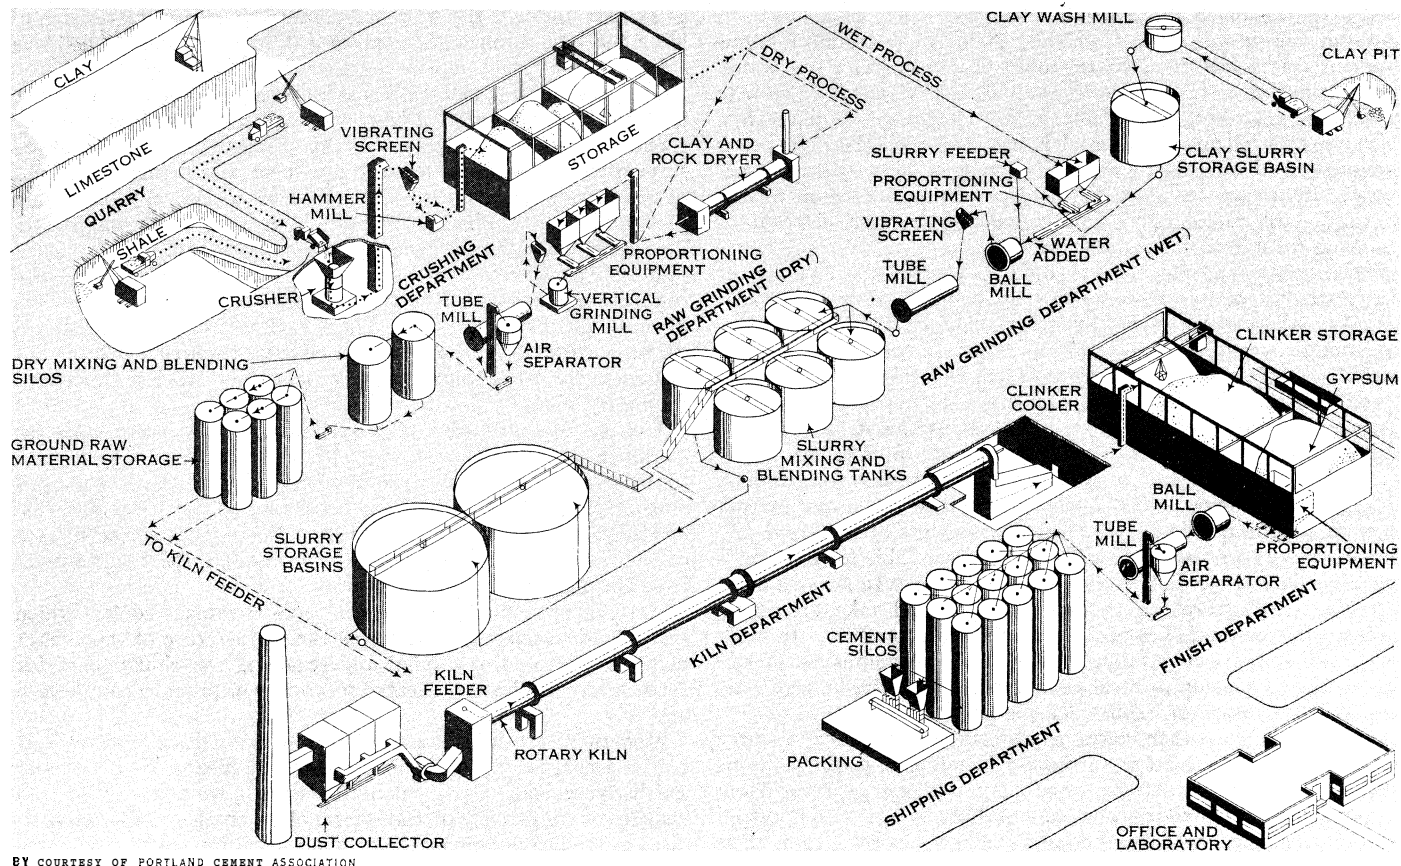 CLAY WASH MILL
CLAY PIT
WET PROCESS
DRY PROCESS
CLAY
LIMESTONE
QUARRY
SHALE
VIBRATING
SCREEN
STORAGE
CLAY AND
ROCK DRYER
SLURRY FEEDER
CLAY SLURRY
STORAGE BASIN
PROPORTIONING
EQUIPMENT
HAMMER
MILL
VIBRATING
SCREEN
CRUSHER
CRUSHING
DEPARTMENT
PROPORTIONING
EQUIPMENT
WATER
ADDED
TUBE
MILL
BALL
MILL
TUBE
MILL
VERTICAL
GRINDING
MILL
RAW GRINDING
DEPARTMENT (DRY)
RAW GRINDING DEPARTMENT (WET)
AIR
SEPARATOR
DRY MIXING AND BLENDING
SILOS
CLINKER STORAGE
GYPSUM
CLINKER
COOLER
GROUND RAW
MATERIAL STORAGE
SLURRY
MIXING AND
BLENDING TANKS
BALL
MILL
TUBE
MILL
AIR
SEPARATOR
PROPORTIONING
EQUIPMENT
SLURRY
STORAGE
BASINS
TO KILN FEEDER
KILN DEPARTMENT
FINISH DEPARTMENT
CEMENT
SILOS
KILN
FEEDER
ROTARY KILN
PACKING
SHIPPING DEPARTMENT
DUST COLLECTOR
OFFICE AND
LABORATORY
BY COURTESY OF PORTLAND CEMENT ASSOCIATION